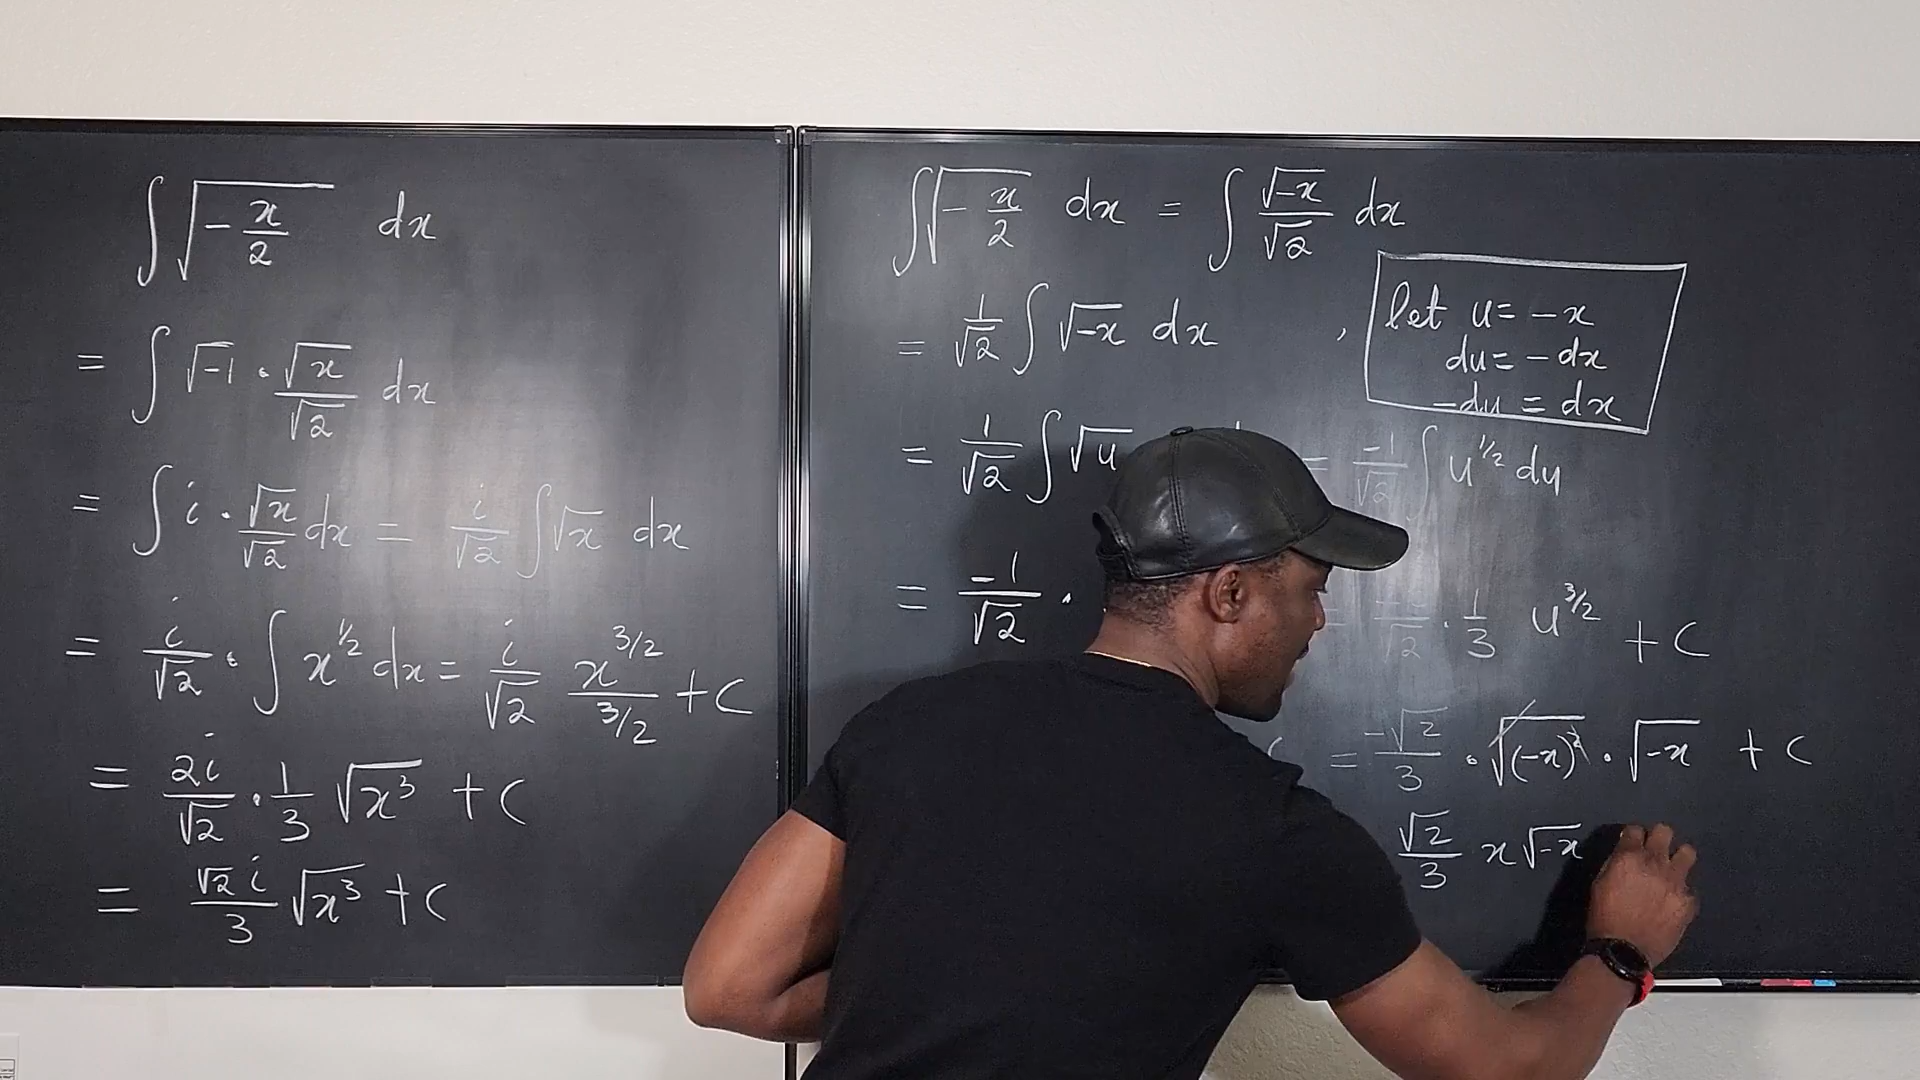 ∫ √(-x/2) dx
= ∫ √-1 · √x/√2 dx
= ∫ i · √x/√2 dx = i/√2 ∫ √x dx
= i/√2 · ∫ x^1/2 dx = i/√2 x^3/2/3/2 + C
= 2i/√2 · 1/3 √x³ + C
= √2 i/3 √x³ + C
∫ √(-x/2) dx = ∫ √-x/√2 dx
= 1/√2 ∫ √-x dx ,
let u = -x
du = -dx
-du = dx
= 1/√2 ∫ √u = -1/√2 ∫ u^1/2 du
= -1/√2 · = /√2 · 1/3 u^3/2 + C
= -√2/3 · √(-x)² · √-x + C
√2/3 x √-x